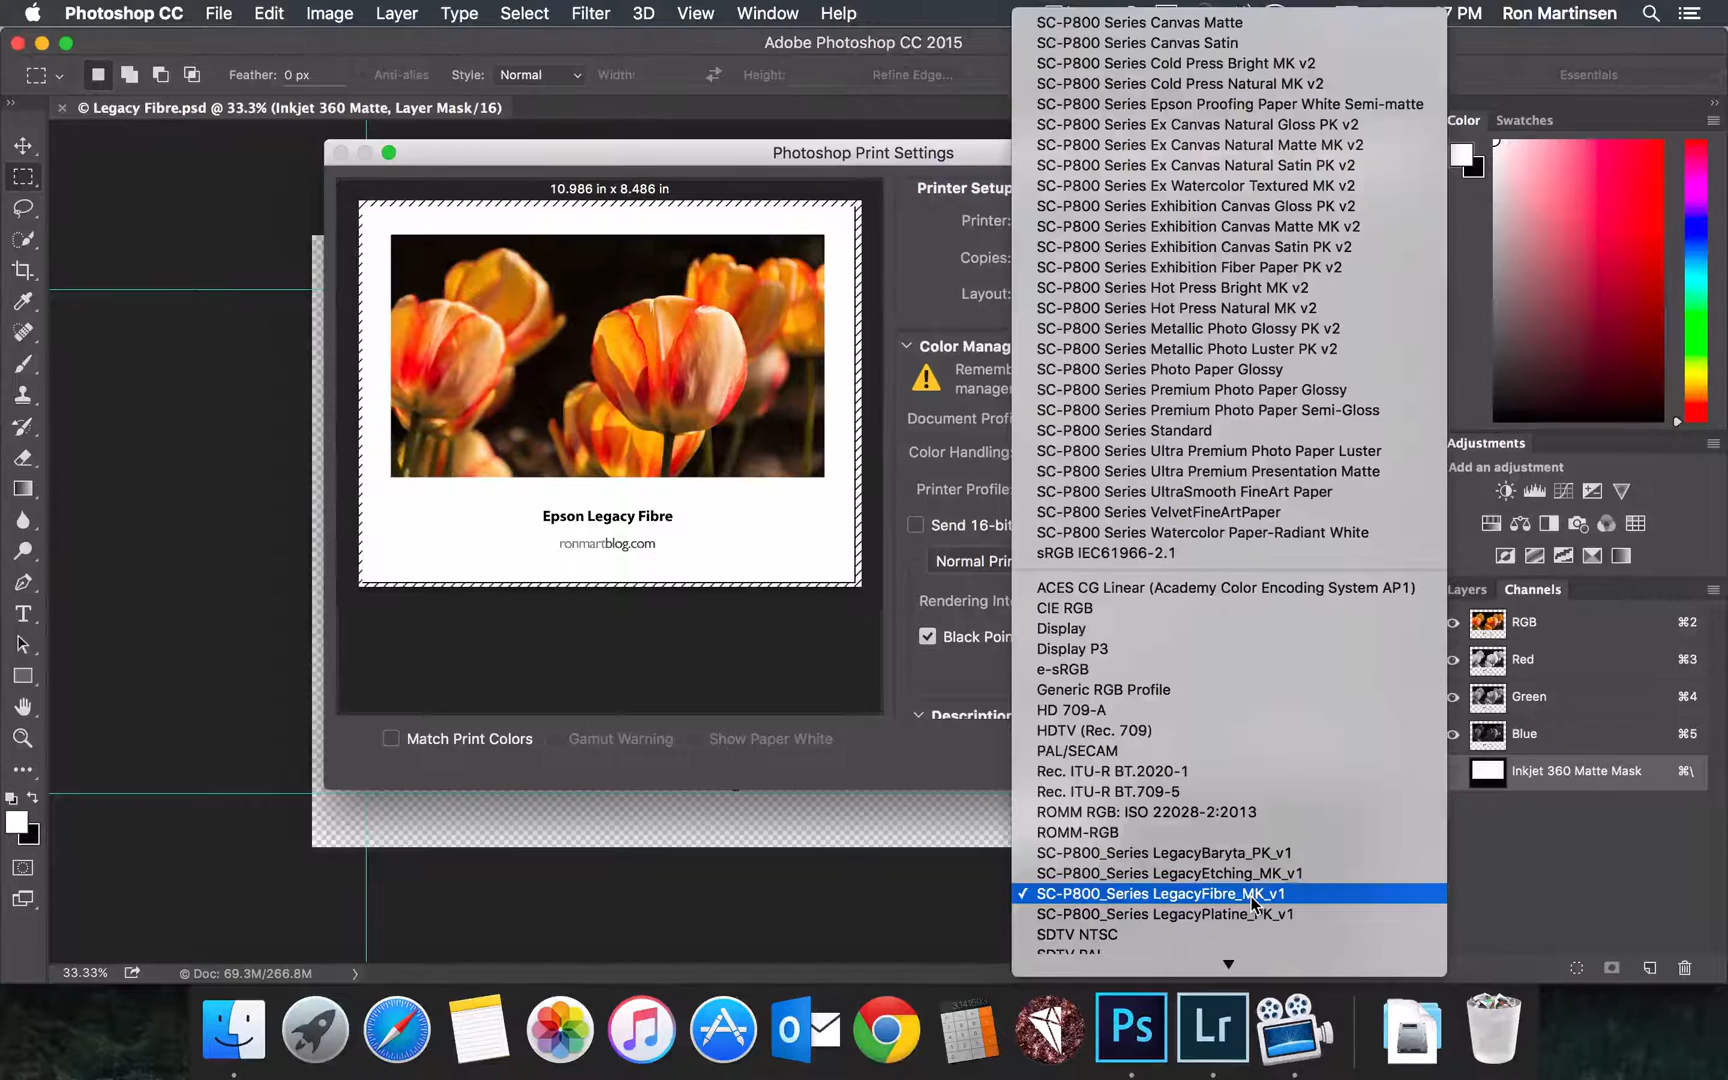 Photoshop CC File Edit Image Layer Type Select Filter 3D View Window Help
7 PM Ron Martinsen
Adobe Photoshop CC 2015
Feather: 0 px Anti-alias Style: Normal Width: Height: Refine Edge... Essentials
© Legacy Fibre.psd @ 33.3% (Inkjet 360 Matte, Layer Mask/16)
Photoshop Print Settings
10.986 in x 8.486 in
Epson Legacy Fibre
ronmartblog.com
Match Print Colors Gamut Warning Show Paper White
Printer Setup
Printer:
Copies:
Layout:
Color Manag
Rememb
manager
Document Profi
Color Handling:
Printer Profile:
Send 16-bit
Normal Prin
Rendering Inte
Black Poin
Description
SC-P800 Series Canvas Matte
SC-P800 Series Canvas Satin
SC-P800 Series Cold Press Bright MK v2
SC-P800 Series Cold Press Natural MK v2
SC-P800 Series Epson Proofing Paper White Semi-matte
SC-P800 Series Ex Canvas Natural Gloss PK v2
SC-P800 Series Ex Canvas Natural Matte MK v2
SC-P800 Series Ex Canvas Natural Satin PK v2
SC-P800 Series Ex Watercolor Textured MK v2
SC-P800 Series Exhibition Canvas Gloss PK v2
SC-P800 Series Exhibition Canvas Matte MK v2
SC-P800 Series Exhibition Canvas Satin PK v2
SC-P800 Series Exhibition Fiber Paper PK v2
SC-P800 Series Hot Press Bright MK v2
SC-P800 Series Hot Press Natural MK v2
SC-P800 Series Metallic Photo Glossy PK v2
SC-P800 Series Metallic Photo Luster PK v2
SC-P800 Series Photo Paper Glossy
SC-P800 Series Premium Photo Paper Glossy
SC-P800 Series Premium Photo Paper Semi-Gloss
SC-P800 Series Standard
SC-P800 Series Ultra Premium Photo Paper Luster
SC-P800 Series Ultra Premium Presentation Matte
SC-P800 Series UltraSmooth FineArt Paper
SC-P800 Series VelvetFineArtPaper
SC-P800 Series Watercolor Paper-Radiant White
sRGB IEC61966-2.1
ACES CG Linear (Academy Color Encoding System AP1)
CIE RGB
Display
Display P3
e-sRGB
Generic RGB Profile
HD 709-A
HDTV (Rec. 709)
PAL/SECAM
Rec. ITU-R BT.2020-1
Rec. ITU-R BT.709-5
ROMM RGB: ISO 22028-2:2013
ROMM-RGB
SC-P800_Series LegacyBaryta_PK_v1
SC-P800_Series LegacyEtching_MK_v1
✓ SC-P800_Series LegacyFibre_MK_v1
SC-P800_Series LegacyPlatine_PK_v1
SDTV NTSC
SDTV PAL
Color Swatches
Adjustments
Add an adjustment
Layers Channels
RGB ⌘2
Red ⌘3
Green ⌘4
Blue ⌘5
Inkjet 360 Matte Mask ⌘\
33.33% © Doc: 69.3M/266.8M
3.141593
Ps
Lr